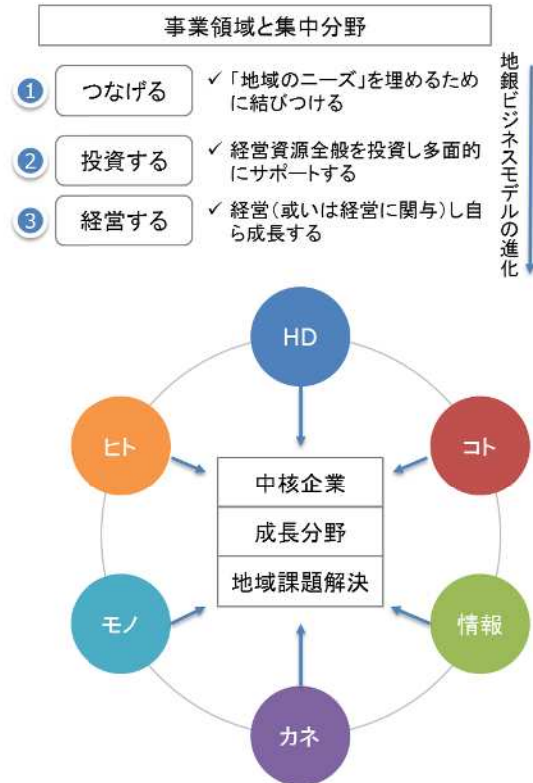 事業領域と集中分野
1
つなげる
✓ 「地域のニーズ」を埋めるため
に結びつける
2
投資する
✓ 経営資源全般を投資し多面的
にサポートする
3
経営する
✓ 経営(或いは経営に関与)し自
ら成長する
地銀ビジネスモデルの進化
HD
ヒト
コト
中核企業
成長分野
地域課題解決
モノ
情報
カネ